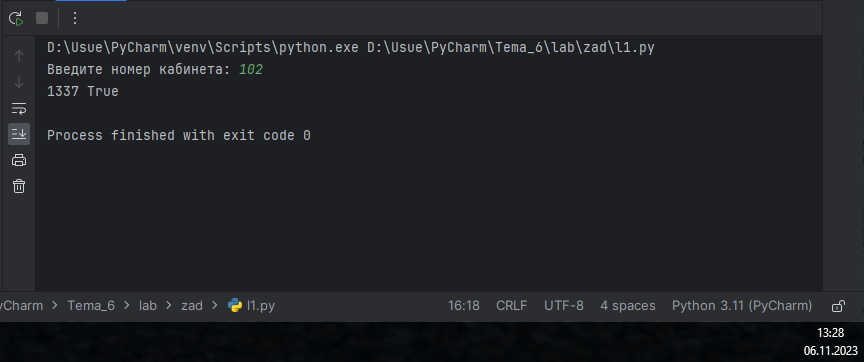 D:\Usue\PyCharm\venv\Scripts\python.exe D:\Usue\PyCharm\Tema_6\lab\zad\l1.py
Введите номер кабинета: 102
1337 True
Process finished with exit code 0
yCharm > Tema_6 > lab > zad > l1.py 16:18 CRLF UTF-8 4 spaces Python 3.11 (PyCharm)
13:28
06.11.2023